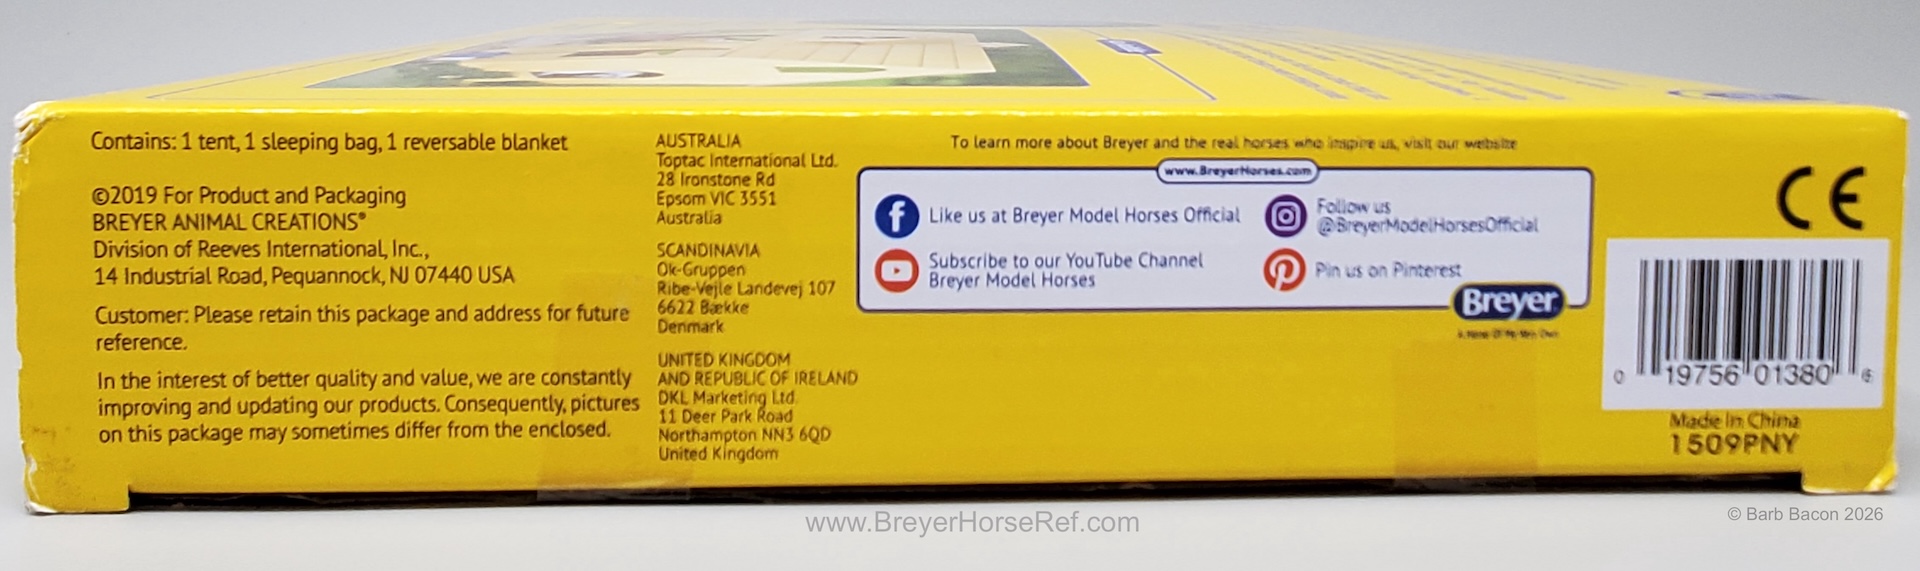 Contains: 1 tent, 1 sleeping bag, 1 reversable blanket
©2019 For Product and Packaging
BREYER ANIMAL CREATIONS®
Division of Reeves International, Inc.,
14 Industrial Road, Pequannock, NJ 07440 USA
Customer: Please retain this package and address for future
reference.
In the interest of better quality and value, we are constantly
improving and updating our products. Consequently, pictures
on this package may sometimes differ from the enclosed.
AUSTRALIA
Toptac International Ltd.
28 Ironstone Rd
Epsom VIC 3551
Australia
SCANDINAVIA
Ok-Gruppen
Ribe-Vejle Landevej 107
6622 Bække
Denmark
UNITED KINGDOM
AND REPUBLIC OF IRELAND
DKL Marketing Ltd.
11 Deer Park Road
Northampton NN3 6QD
United Kingdom
To learn more about Breyer and the real horses who inspire us, visit our website
www.BreyerHorses.com
Like us at Breyer Model Horses Official
Subscribe to our YouTube Channel
Breyer Model Horses
Follow us
@BreyerModelHorsesOfficial
Pin us on Pinterest
Breyer
CE
0 19756 01380 6
Made In China
1509PNY
www.BreyerHorseRef.com
© Barb Bacon 2026